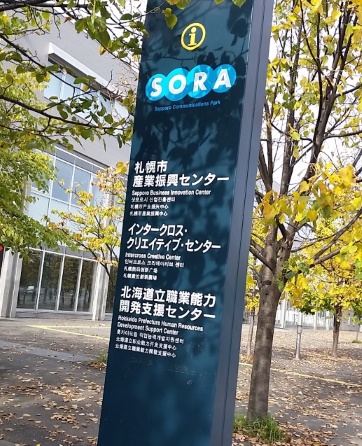 i
SORA
Sapporo Communications Park
札幌市
産業振興センター
Sapporo Business Innovation Center
インタークロス・
クリエイティブ・センター
Intercross Creative Center
北海道立職業能力
開発支援センター
Hokkaido Prefecture Human Resources
Development Support Center